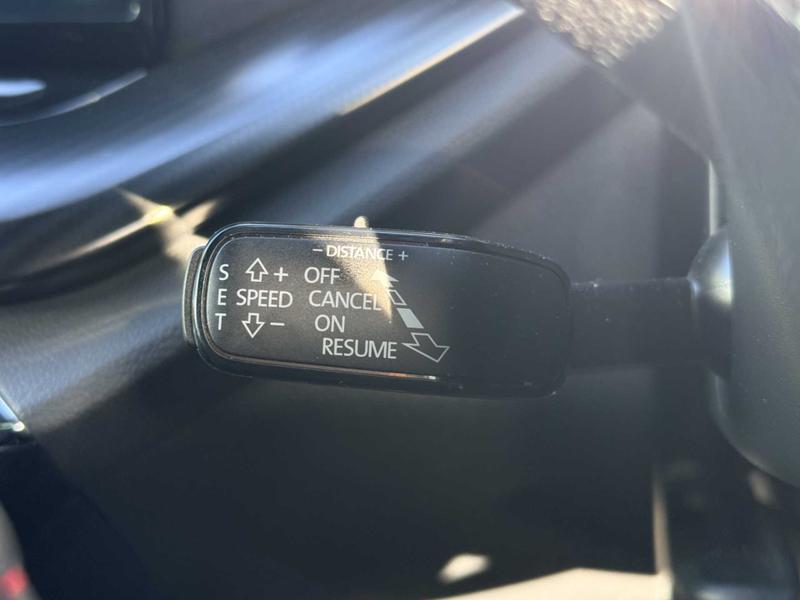 − DISTANCE +
S + OFF
E SPEED CANCEL
T − ON
RESUME